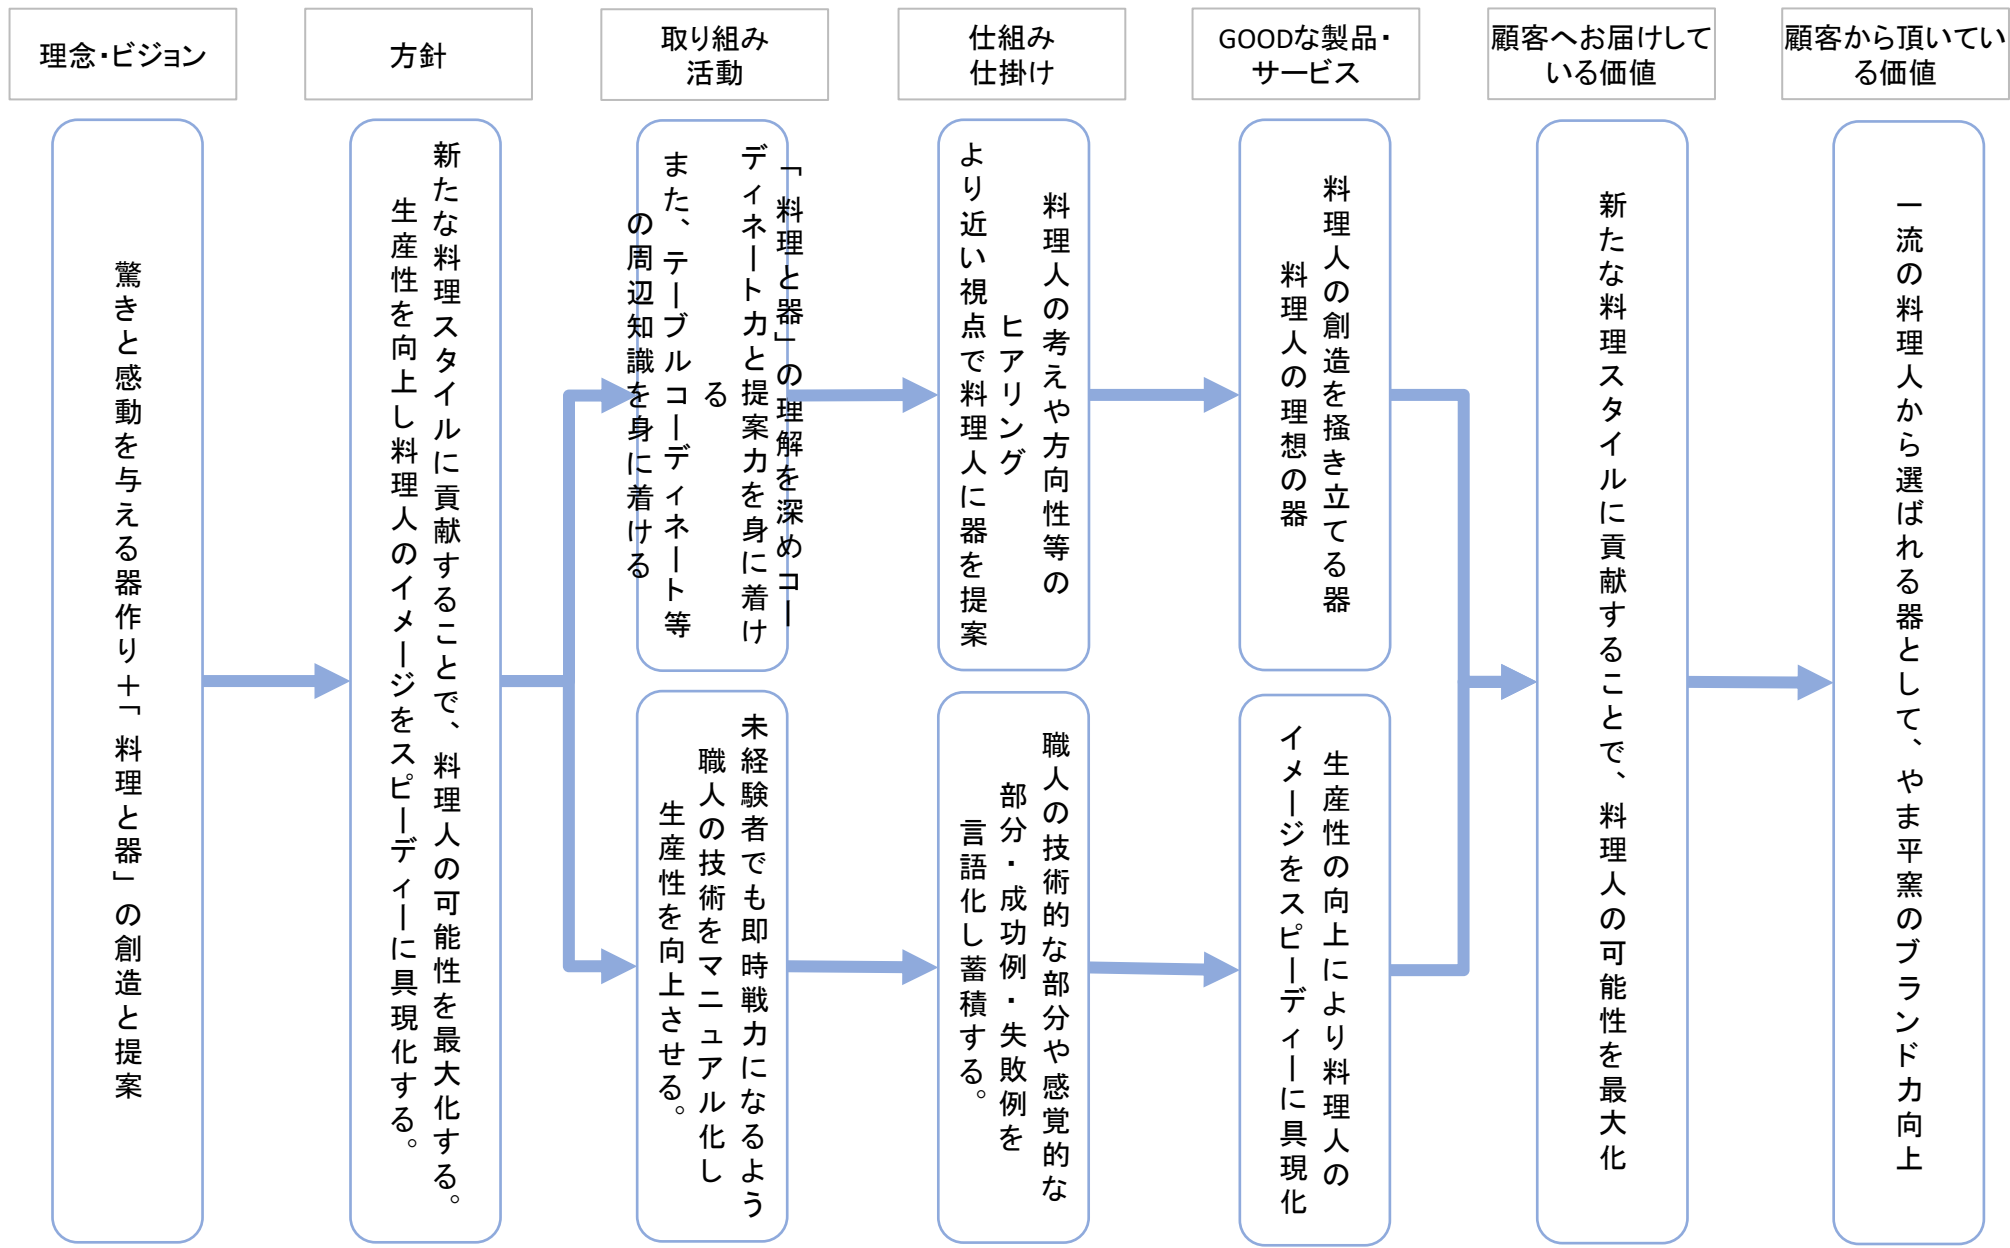 理念・ビジョン
方針
取り組み
活動
仕組み
仕掛け
GOODな製品・
サービス
顧客へお届けして
いる価値
顧客から頂いてい
る価値
驚きと感動を与える器作り＋「料理と器」の創造と提案
新たな料理スタイルに貢献することで、料理人の可能性を最大化する。
生産性を向上し料理人のイメージをスピーディーに具現化する。
「料理と器」の理解を深めコー
ディネート力と提案力を身に着け
る
また、テーブルコーディネート等
の周辺知識を身に着ける
未経験者でも即時戦力になるよう
職人の技術をマニュアル化し
生産性を向上させる。
料理人の考えや方向性等の
ヒアリング
より近い視点で料理人に器を提案
職人の技術的な部分や感覚的な
部分・成功例・失敗例を
言語化し蓄積する。
料理人の創造を掻き立てる器
料理人の理想の器
生産性の向上により料理人の
イメージをスピーディーに具現化
新たな料理スタイルに貢献することで、料理人の可能性を最大化
一流の料理人から選ばれる器として、やま平窯のブランド力向上